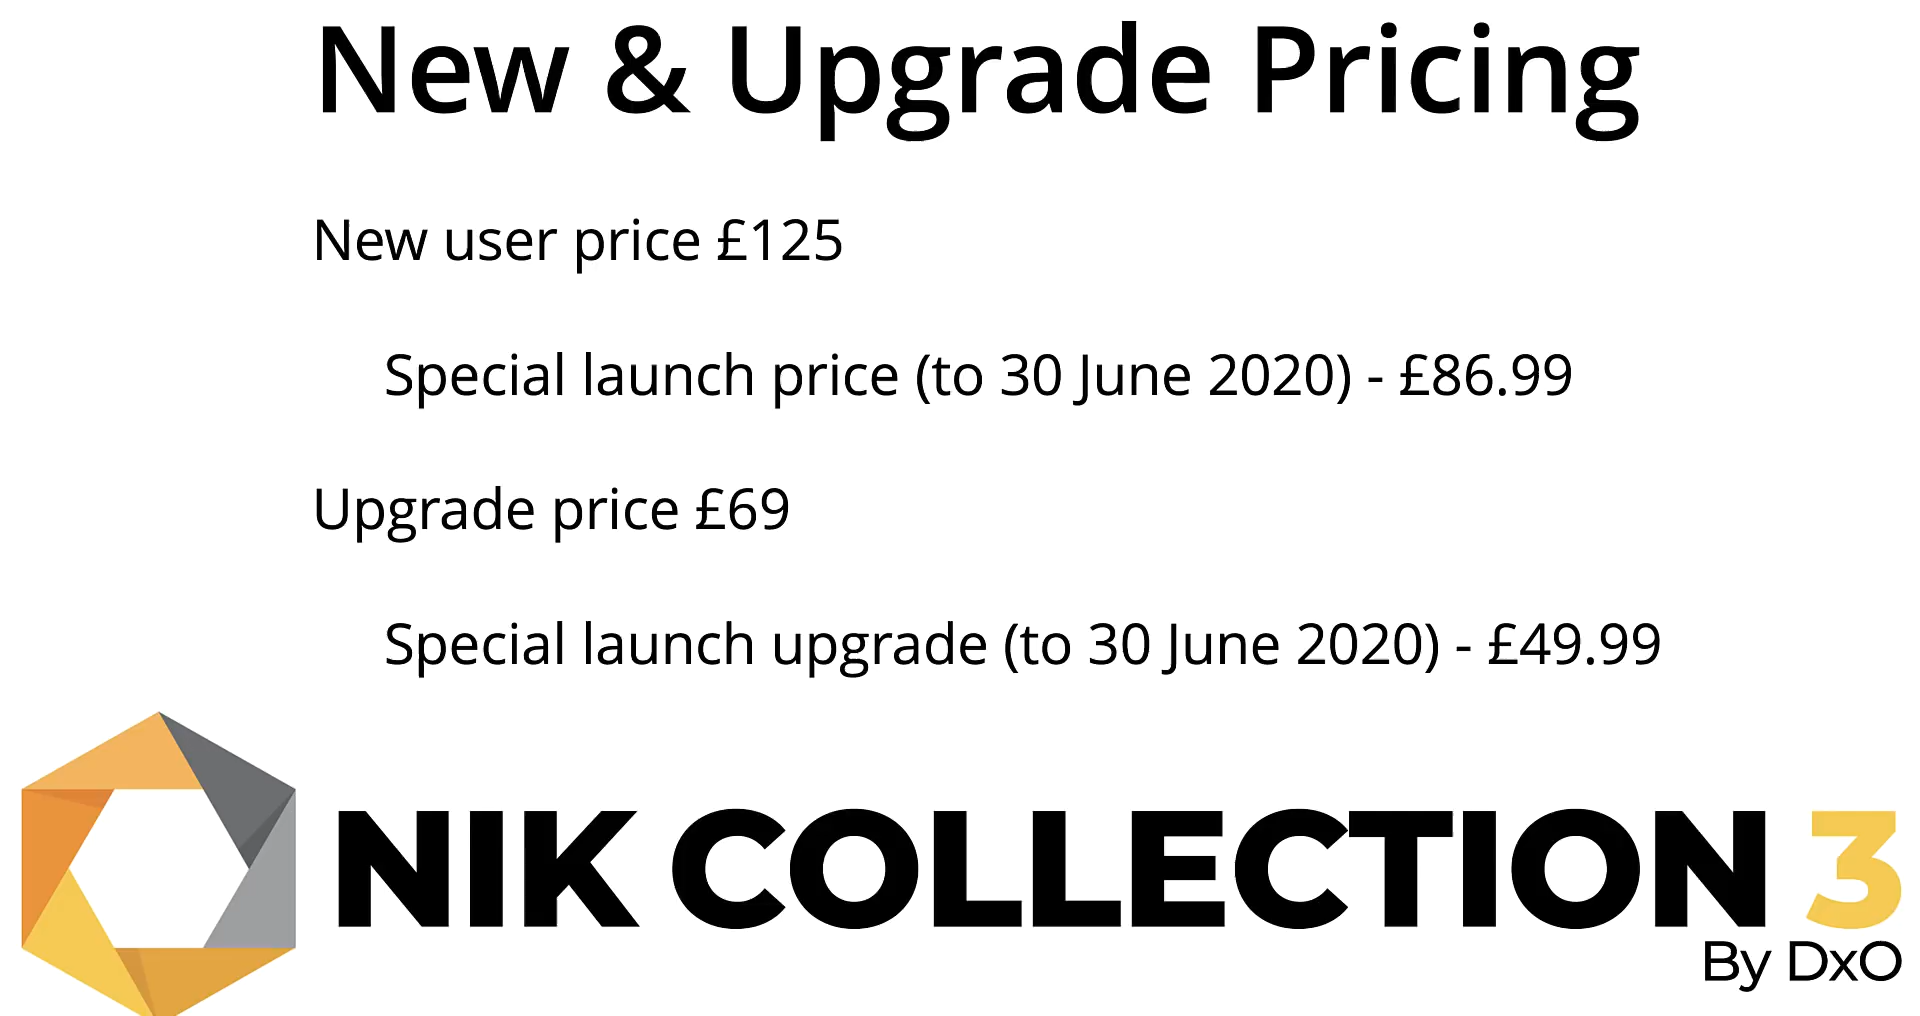 New & Upgrade Pricing
New user price £125
Special launch price (to 30 June 2020) - £86.99
Upgrade price £69
Special launch upgrade (to 30 June 2020) - £49.99
NIK COLLECTION 3
By DxO